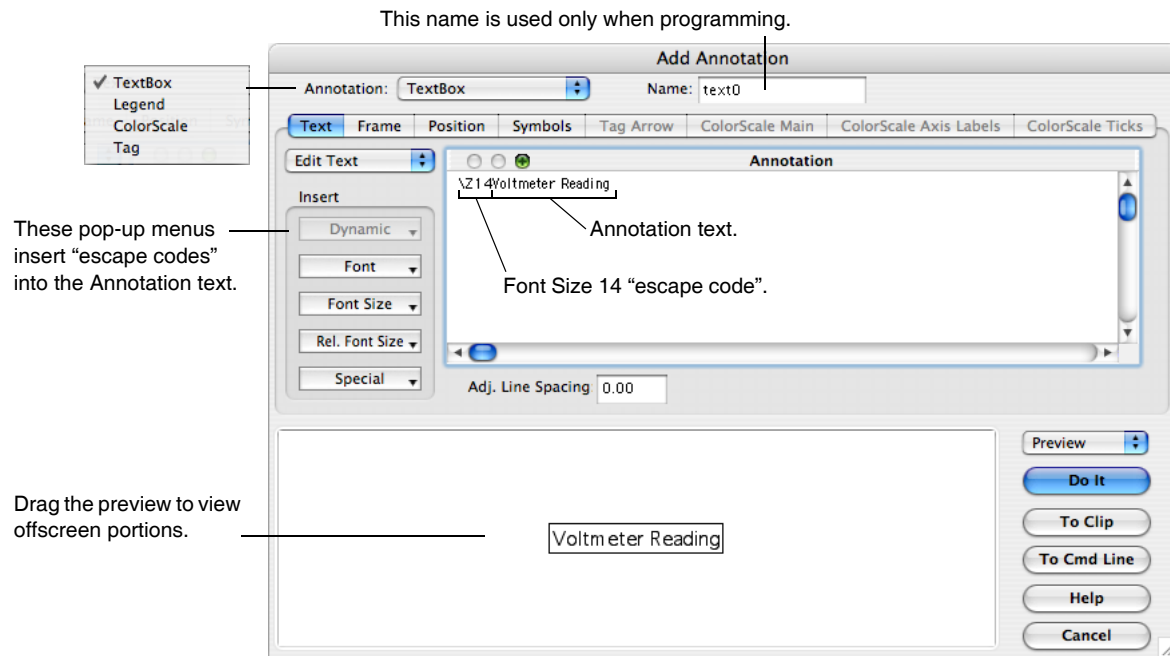 This name is used only when programming.
Add Annotation
✓ TextBox
Legend
ColorScale
Tag
Annotation: TextBox Name: text0
Text Frame Position Symbols Tag Arrow ColorScale Main ColorScale Axis Labels ColorScale Ticks
Edit Text
Annotation
\Z14Voltmeter Reading
Insert
Dynamic
Font
Font Size
Rel. Font Size
Special
These pop-up menus
insert “escape codes”
into the Annotation text.
Annotation text.
Font Size 14 “escape code”.
Adj. Line Spacing 0.00
Drag the preview to view
offscreen portions.
Voltmeter Reading
Preview
Do It
To Clip
To Cmd Line
Help
Cancel